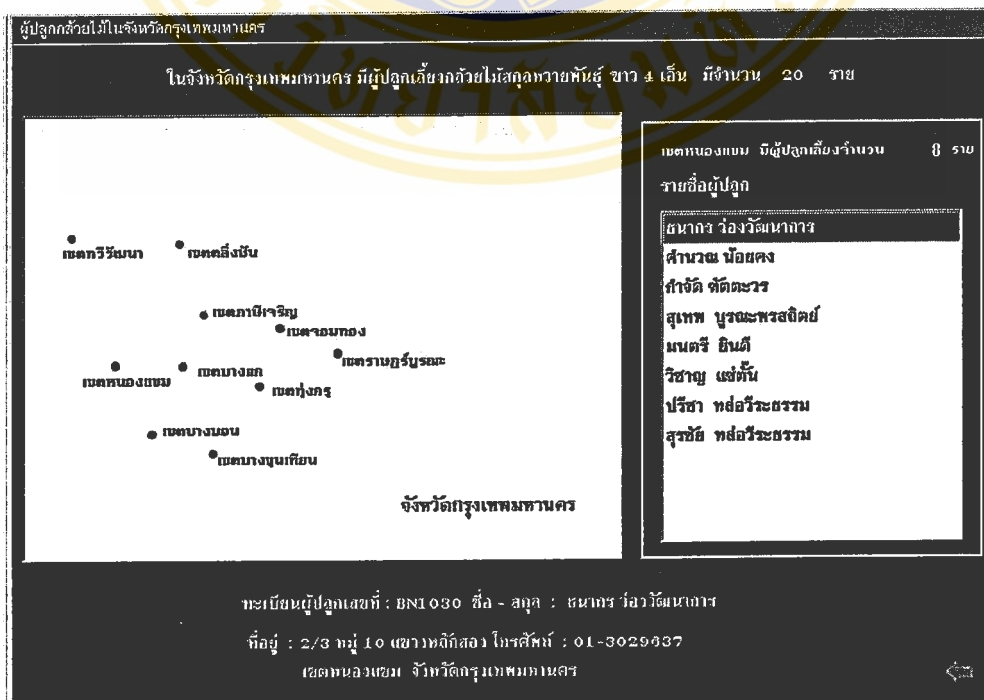 ผู้ปลูกกล้วยไม้ในจังหวัดกรุงเทพมหานคร
ในจังหวัดกรุงเทพมหานคร มีผู้ปลูกเลี้ยงกล้วยไม้สกุลหวายพันธุ์ ขาว 4 เอ็น มีจำนวน 20 ราย
เขตหนองแขม มีผู้ปลูกเลี้ยงจำนวน 8 ราย
รายชื่อผู้ปลูก
ธนากร ว่องวัฒนาการ
สำนวณ น้อยคง
กำจัด ทัตตะวร
สุเทพ บูรณะพรสถิตย์
มนตรี ยินดี
วิชาญ แซ่ตั๊น
ปรีชา หล่อวีระธรรม
สุรชัย หล่อวีระธรรม
เขตทวีวัฒนา
เขตตลิ่งชัน
เขตภาษีเจริญ
เขตจอมทอง
เขตราษฎร์บูรณะ
เขตหนองแขม
เขตบางแค
เขตทุ่งครุ
เขตบางบอน
เขตบางขุนเทียน
จังหวัดกรุงเทพมหานคร
ทะเบียนผู้ปลูกเลขที่ : BN1030 ชื่อ - สกุล : ธนากร ว่องวัฒนาการ
ที่อยู่ : 2/3 หมู่ 10 แขวงหลักสอง โทรศัพท์ : 01-3029637
เขตหนองแขม จังหวัดกรุงเทพมหานคร